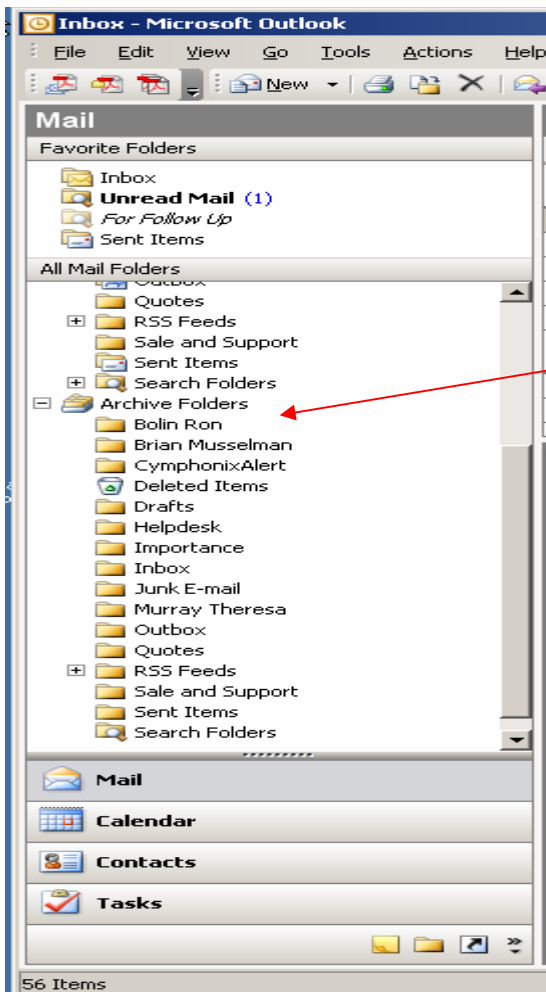 Inbox - Microsoft Outlook
File Edit View Go Tools Actions Help
New
Mail
Favorite Folders
Inbox
Unread Mail (1)
For Follow Up
Sent Items
All Mail Folders
Outbox
Quotes
RSS Feeds
Sale and Support
Sent Items
Search Folders
Archive Folders
Bolin Ron
Brian Musselman
CymphonixAlert
Deleted Items
Drafts
Helpdesk
Importance
Inbox
Junk E-mail
Murray Theresa
Outbox
Quotes
RSS Feeds
Sale and Support
Sent Items
Search Folders
Mail
Calendar
Contacts
Tasks
56 Items